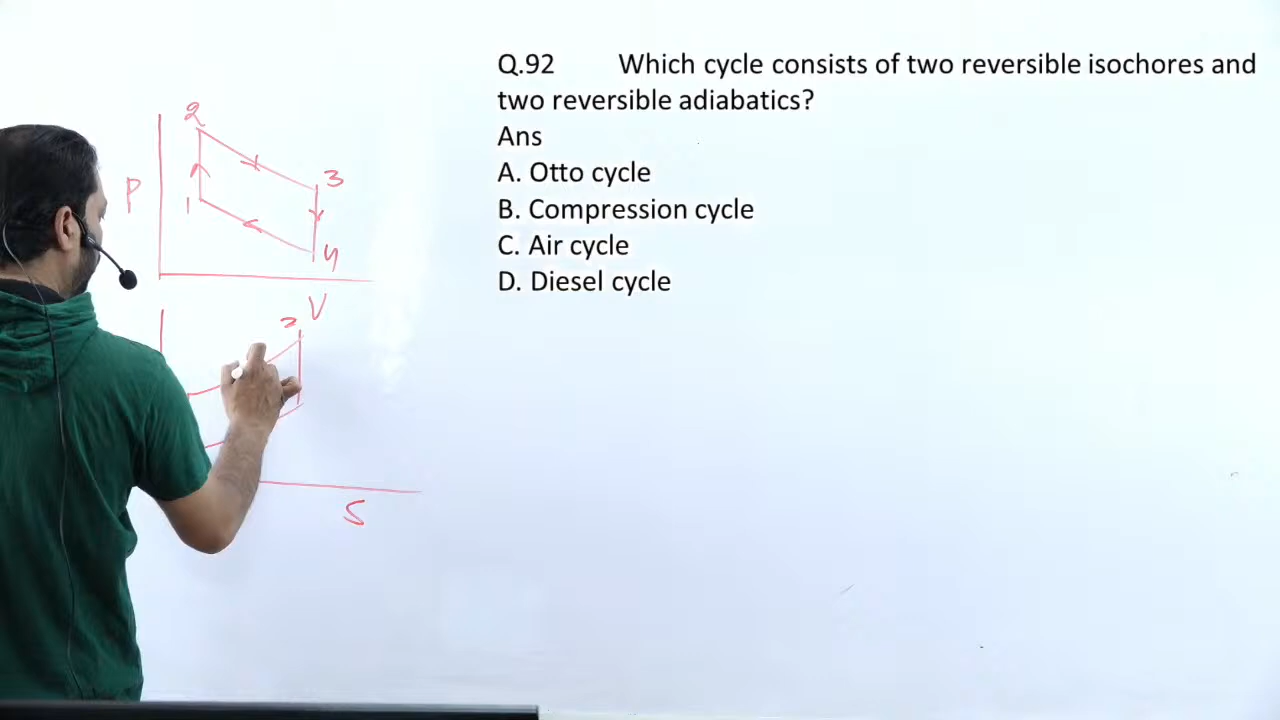 Q.92 Which cycle consists of two reversible isochores and
two reversible adiabatics?
Ans
A. Otto cycle
B. Compression cycle
C. Air cycle
D. Diesel cycle
2
3
P
1
4
V
S